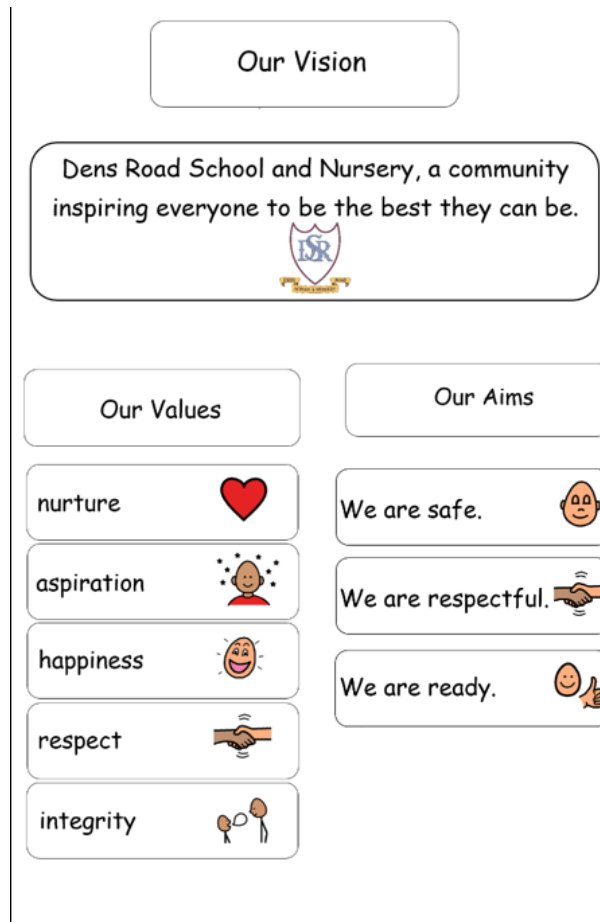 Our Vision
Dens Road School and Nursery, a community
inspiring everyone to be the best they can be.
DSR
Our Values
nurture
aspiration
happiness
respect
integrity
Our Aims
We are safe.
We are respectful.
We are ready.